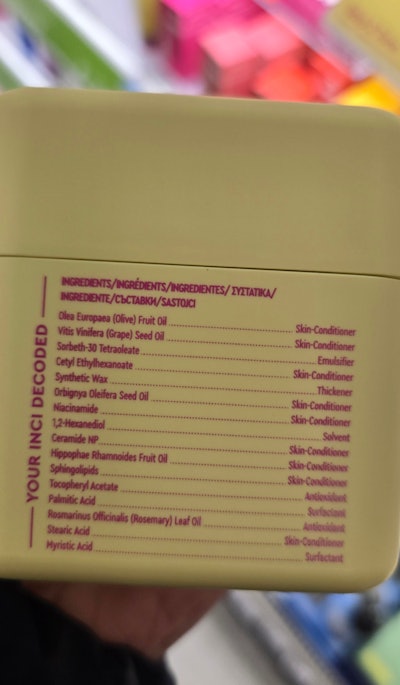 YOUR INCI DECODED
INGREDIENTS/INGRÉDIENTS/INGREDIENTES/ ΣΥΣΤΑΤΙΚΑ/
INGREDIENTE/СЪСТАВКИ/SASTOJCI
Olea Europaea (Olive) Fruit Oil Skin-Conditioner
Vitis Vinifera (Grape) Seed Oil Skin-Conditioner
Sorbeth-30 Tetraoleate Emulsifier
Cetyl Ethylhexanoate Skin-Conditioner
Synthetic Wax Thickener
Orbignya Oleifera Seed Oil Skin-Conditioner
Niacinamide Skin-Conditioner
1,2-Hexanediol Solvent
Ceramide NP Skin-Conditioner
Hippophae Rhamnoides Fruit Oil Skin-Conditioner
Sphingolipids Skin-Conditioner
Tocopheryl Acetate Antioxidant
Palmitic Acid Surfactant
Rosmarinus Officinalis (Rosemary) Leaf Oil Antioxidant
Stearic Acid Skin-Conditioner
Myristic Acid Surfactant